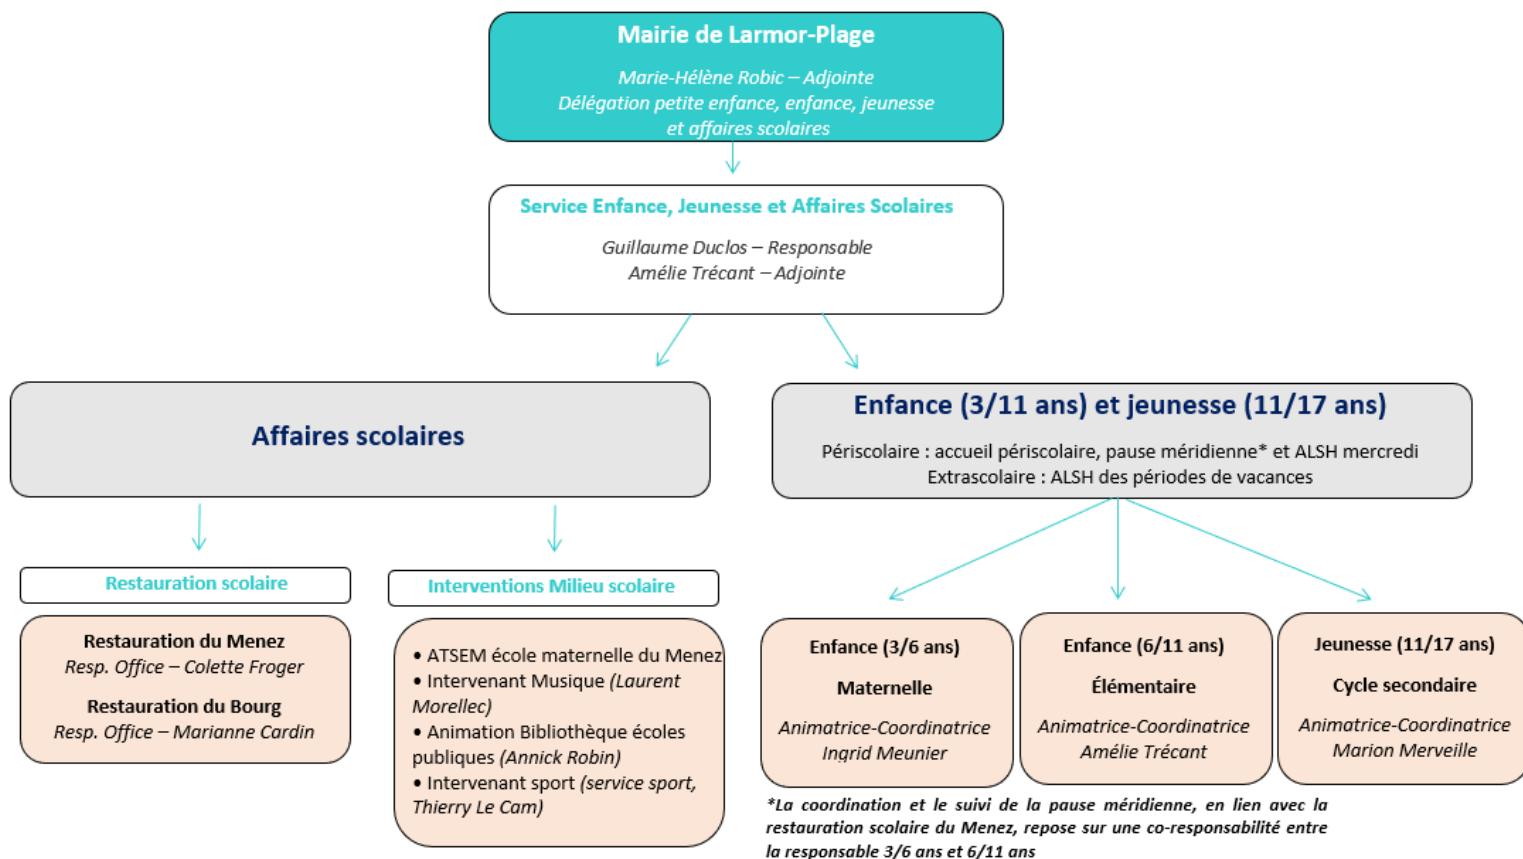 Mairie de Larmor-Plage
Marie-Hélène Robic – Adjointe
Délégation petite enfance, enfance, jeunesse
et affaires scolaires
Service Enfance, Jeunesse et Affaires Scolaires
Guillaume Duclos – Responsable
Amélie Trécant – Adjointe
Affaires scolaires
Restauration scolaire
Restauration du Menez
Resp. Office – Colette Froger
Restauration du Bourg
Resp. Office – Marianne Cardin
Interventions Milieu scolaire
• ATSEM école maternelle du Menez
• Intervenant Musique (Laurent
Morellec)
• Animation Bibliothèque écoles
publiques (Annick Robin)
• Intervenant sport (service sport,
Thierry Le Cam)
Enfance (3/11 ans) et jeunesse (11/17 ans)
Périscolaire : accueil périscolaire, pause méridienne* et ALSH mercredi
Extrascolaire : ALSH des périodes de vacances
Enfance (3/6 ans)
Maternelle
Animatrice-Coordinatrice
Ingrid Meunier
Enfance (6/11 ans)
Élémentaire
Animatrice-Coordinatrice
Amélie Trécant
Jeunesse (11/17 ans)
Cycle secondaire
Animatrice-Coordinatrice
Marion Merveille
*La coordination et le suivi de la pause méridienne, en lien avec la
restauration scolaire du Menez, repose sur une co-responsabilité entre
la responsable 3/6 ans et 6/11 ans